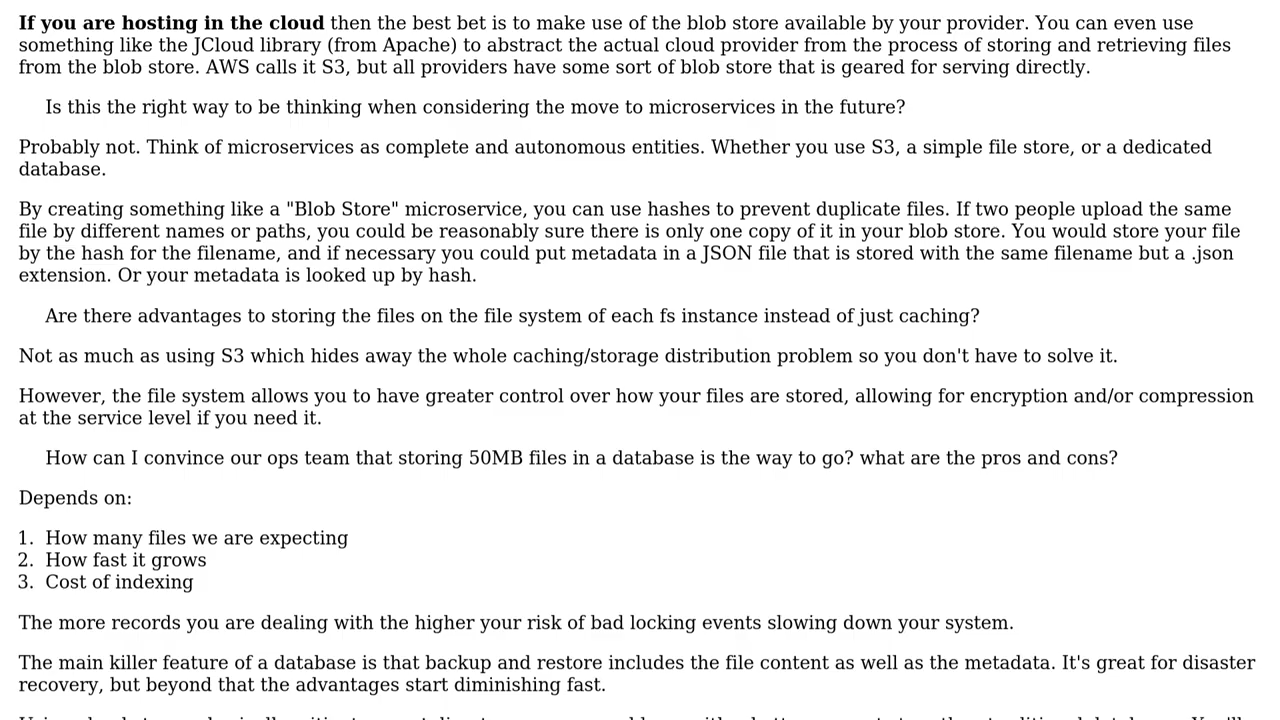 If you are hosting in the cloud then the best bet is to make use of the blob store available by your provider. You can even use
something like the JCloud library (from Apache) to abstract the actual cloud provider from the process of storing and retrieving files
from the blob store. AWS calls it S3, but all providers have some sort of blob store that is geared for serving directly.
Is this the right way to be thinking when considering the move to microservices in the future?
Probably not. Think of microservices as complete and autonomous entities. Whether you use S3, a simple file store, or a dedicated
database.
By creating something like a "Blob Store" microservice, you can use hashes to prevent duplicate files. If two people upload the same
file by different names or paths, you could be reasonably sure there is only one copy of it in your blob store. You would store your file
by the hash for the filename, and if necessary you could put metadata in a JSON file that is stored with the same filename but a .json
extension. Or your metadata is looked up by hash.
Are there advantages to storing the files on the file system of each fs instance instead of just caching?
Not as much as using S3 which hides away the whole caching/storage distribution problem so you don't have to solve it.
However, the file system allows you to have greater control over how your files are stored, allowing for encryption and/or compression
at the service level if you need it.
How can I convince our ops team that storing 50MB files in a database is the way to go? what are the pros and cons?
Depends on:
1. How many files we are expecting
2. How fast it grows
3. Cost of indexing
The more records you are dealing with the higher your risk of bad locking events slowing down your system.
The main killer feature of a database is that backup and restore includes the file content as well as the metadata. It's great for disaster
recovery, but beyond that the advantages start diminishing fast.